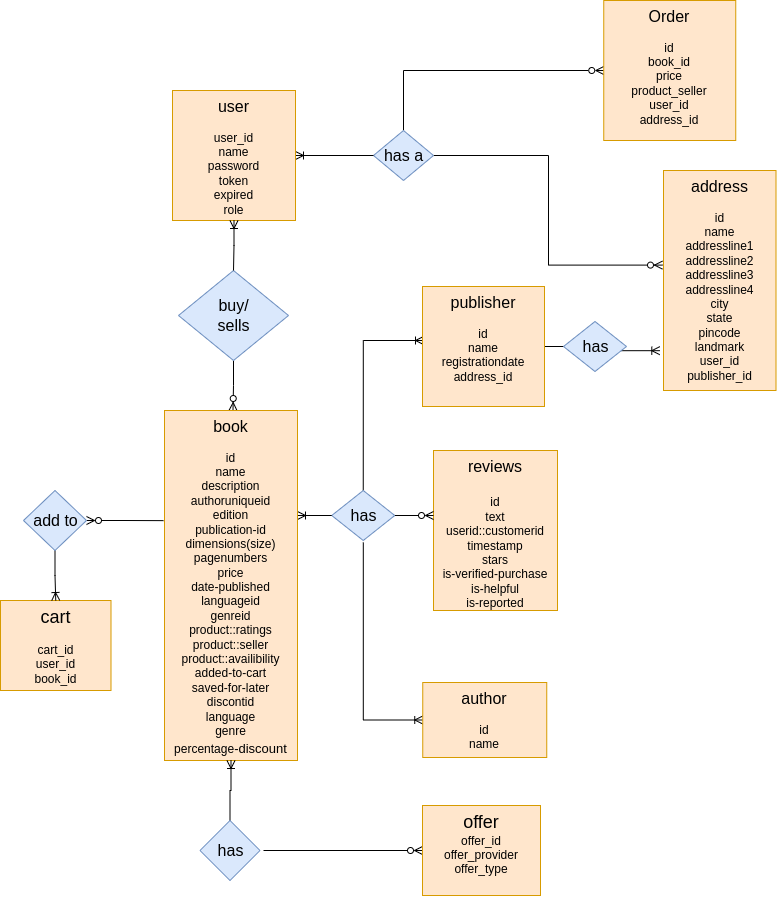 Order
id
book_id
price
product_seller
user_id
address_id
user
user_id
name
password
token
expired
role
has a
address
id
name
addressline1
addressline2
addressline3
addressline4
city
state
pincode
landmark
user_id
publisher_id
buy/
sells
publisher
id
name
registrationdate
address_id
has
book
id
name
description
authoruniqueid
edition
publication-id
dimensions(size)
pagenumbers
price
date-published
languageid
genreid
product::ratings
product::seller
product::availibility
added-to-cart
saved-for-later
discontid
language
genre
percentage-discount
add to
cart
cart_id
user_id
book_id
has
reviews
id
text
userid::customerid
timestamp
stars
is-verified-purchase
is-helpful
is-reported
author
id
name
has
offer
offer_id
offer_provider
offer_type